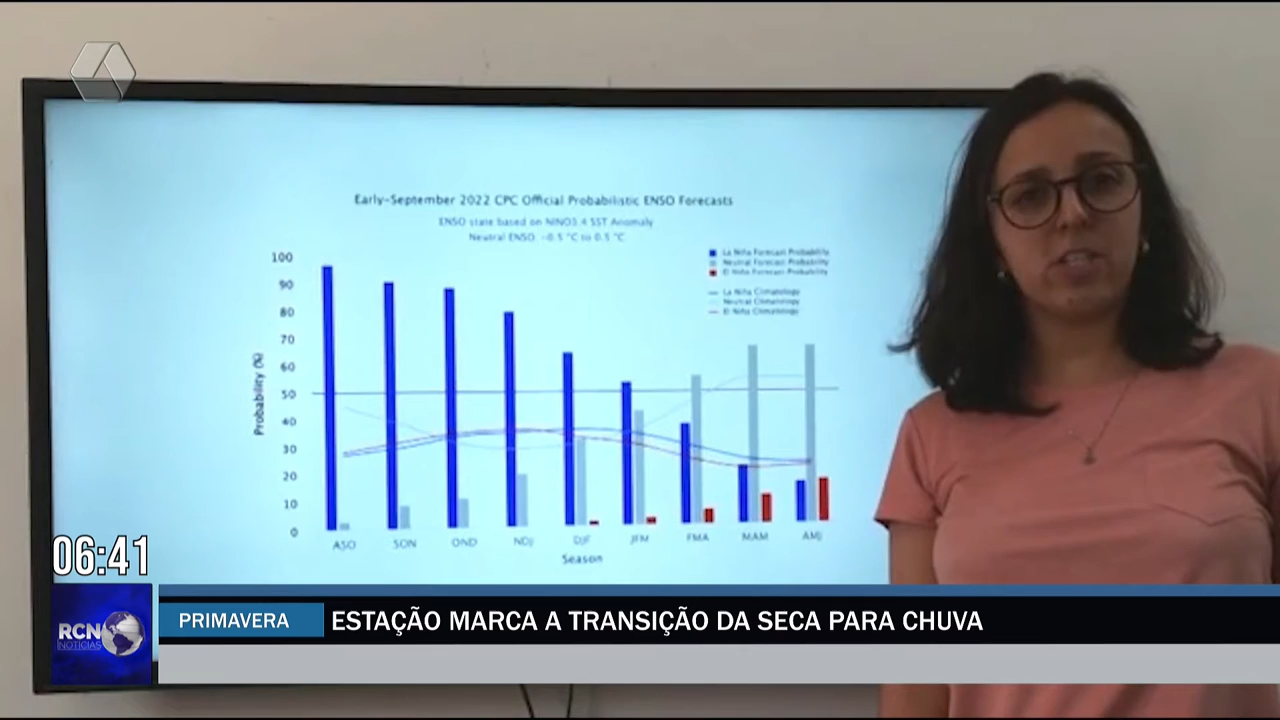 Early-September 2022 CPC Official Probabilistic ENSO Forecasts
ENSO state based on NINO3.4 SST Anomaly
Neutral ENSO: -0.5 °C to 0.5 °C
La Niña Forecast Probability
Neutral Forecast Probability
El Niño Forecast Probability
La Niña Climatology
Neutral Climatology
El Niño Climatology
Probability (%)
100
90
80
70
60
50
40
30
20
10
0
ASO SON OND NDJ DJF JFM FMA MAM AMJ
Season
06:41
RCN
NOTÍCIAS
PRIMAVERA
ESTAÇÃO MARCA A TRANSIÇÃO DA SECA PARA CHUVA